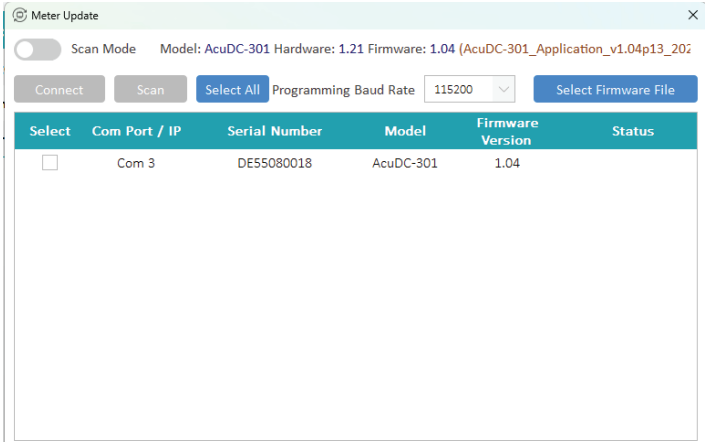 Meter Update
Scan Mode Model: AcuDC-301 Hardware: 1.21 Firmware: 1.04 (AcuDC-301_Application_v1.04p13_202
Connect Scan Select All Programming Baud Rate 115200 Select Firmware File
Select Com Port / IP Serial Number Model Firmware Version Status
Com 3 DE55080018 AcuDC-301 1.04